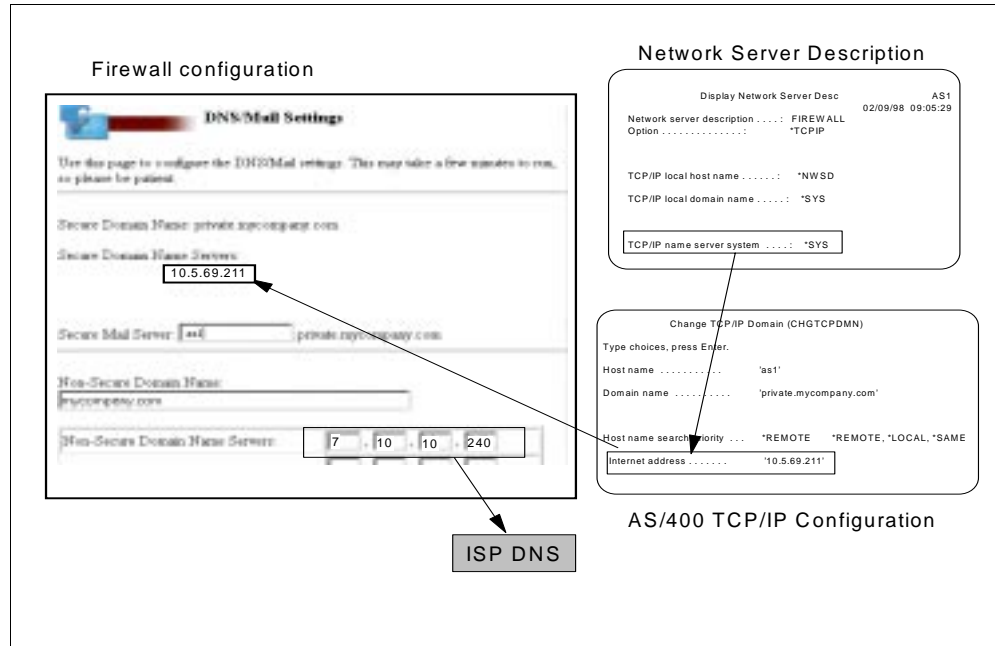 Firewall configuration
DNS/Mail Settings
Use this page to configure the DNS/Mail settings. This may take a few minutes to run,
so please be patient.
Secure Domain Name: private.mycompany.com
Secure Domain Name Servers:
10.5.69.211
Secure Mail Server: as1 .private.mycompany.com
Non-Secure Domain Name:
mycompany.com
Non-Secure Domain Name Servers: 7 . 10 . 10 . 240
ISP DNS
Network Server Description
Display Network Server Desc AS1
02/09/98 09:05:29
Network server description . . . . : FIREWALL
Option . . . . . . . . . . . . . . : *TCPIP
TCP/IP local host name . . . . . . : *NWSD
TCP/IP local domain name . . . . . : *SYS
TCP/IP name server system . . . . : *SYS
Change TCP/IP Domain (CHGTCPDMN)
Type choices, press Enter.
Host name . . . . . . . . . . . 'as1'
Domain name . . . . . . . . . . 'private.mycompany.com'
Host name search priority . . . *REMOTE *REMOTE, *LOCAL, *SAME
Internet address . . . . . . . '10.5.69.211'
AS/400 TCP/IP Configuration